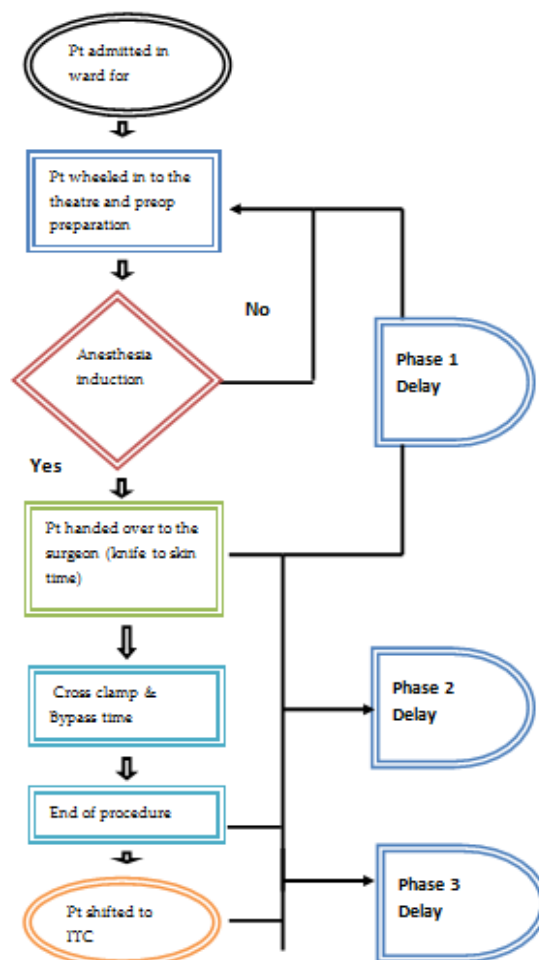 Pt admitted in
ward for
Pt wheeled in to the
theatre and preop
preparation
No
Anesthesia
induction
Phase 1
Delay
Yes
Pt handed over to the
surgeon (knife to skin
time)
Cross clamp &
Bypass time
Phase 2
Delay
End of procedure
Phase 3
Delay
Pt shifted to
ITC